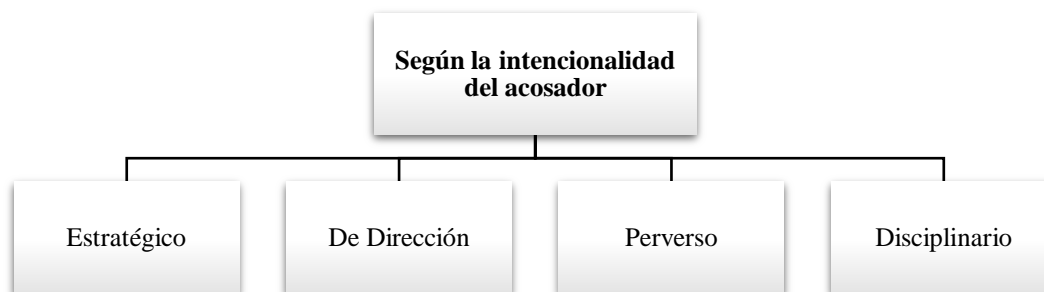 Según la intencionalidad
del acosador
Estratégico
De Dirección
Perverso
Disciplinario